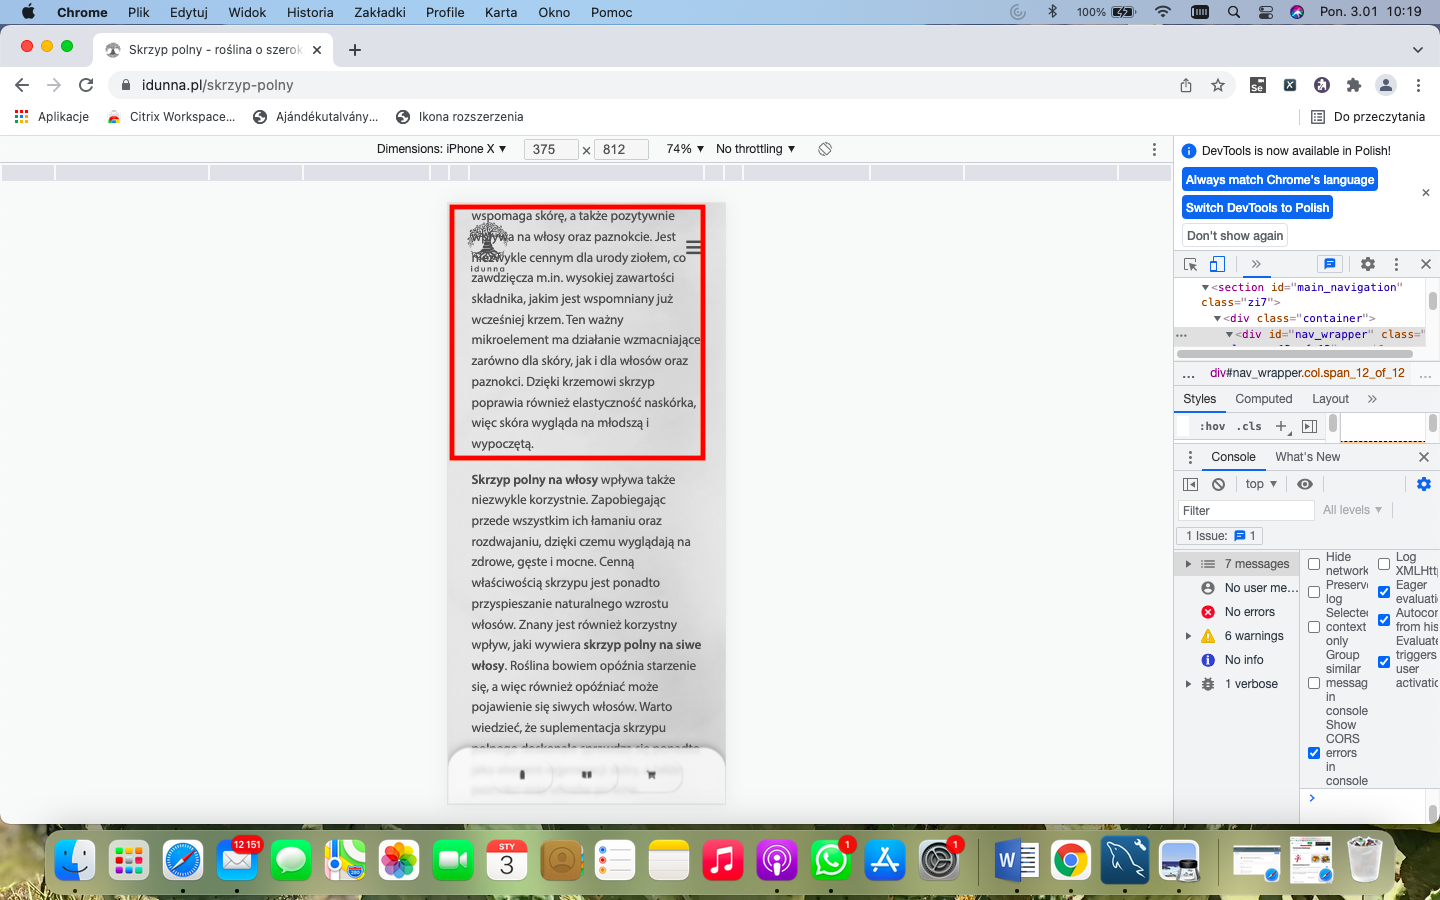 Chrome Plik Edytuj Widok Historia Zakładki Profile Karta Okno Pomoc 100% Pon. 3.01 10:19
Skrzyp polny - roślina o szerok
idunna.pl/skrzyp-polny
Aplikacje Citrix Workspace... Ajándékutalvány... Ikona rozszerzenia Do przeczytania
Dimensions: iPhone X 375 × 812 74% No throttling
DevTools is now available in Polish!
Always match Chrome's language
Switch DevTools to Polish
Don't show again
<section id="main_navigation"
class="zi7">
<div class="container">
<div id="nav_wrapper" class="
... div#nav_wrapper.col.span_12_of_12 ...
Styles Computed Layout
:hov .cls
Console What's New
top
Filter All levels
1 Issue: 1
7 messages
No user me...
No errors
6 warnings
No info
1 verbose
Hide
network
Preserve
log
Selected
context
only
Group
similar
messag
in
console
Show
CORS
errors
in
console
Log
XMLHtt
Eager
evaluati
Autocor
from his
Evaluate
triggers
user
activatio
wspomaga skórę, a także pozytywnie
wpływa na włosy oraz paznokcie. Jest
niezwykle cennym dla urody ziołem, co
idunna
zawdzięcza m.in. wysokiej zawartości
składnika, jakim jest wspomniany już
wcześniej krzem. Ten ważny
mikroelement ma działanie wzmacniające
zarówno dla skóry, jak i dla włosów oraz
paznokci. Dzięki krzemowi skrzyp
poprawia również elastyczność naskórka,
więc skóra wygląda na młodszą i
wypoczętą.
Skrzyp polny na włosy wpływa także
niezwykle korzystnie. Zapobiegając
przede wszystkim ich łamaniu oraz
rozdwajaniu, dzięki czemu wyglądają na
zdrowe, gęste i mocne. Cenną
właściwością skrzypu jest ponadto
przyspieszanie naturalnego wzrostu
włosów. Znany jest również korzystny
wpływ, jaki wywiera skrzyp polny na siwe
włosy. Roślina bowiem opóźnia starzenie
się, a więc również opóźniać może
pojawienie się siwych włosów. Warto
wiedzieć, że suplementacja skrzypu
12 151
STY
3
1
1